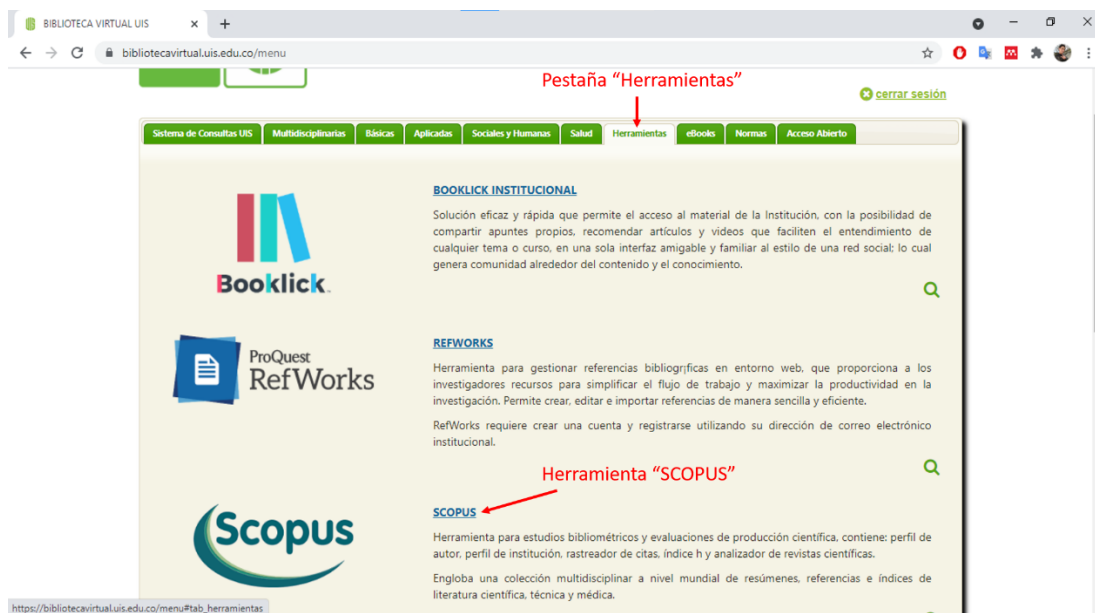 BIBLIOTECA VIRTUAL UIS
bibliotecavirtual.uis.edu.co/menu
Pestaña “Herramientas”
cerrar sesión
Sistema de Consultas UIS Multidisciplinarias Básicas Aplicadas Sociales y Humanas Salud Herramientas eBooks Normas Acceso Abierto
BOOKLICK INSTITUCIONAL
Solución eficaz y rápida que permite el acceso al material de la Institución, con la posibilidad de
compartir apuntes propios, recomendar artículos y videos que faciliten el entendimiento de
cualquier tema o curso, en una sola interfaz amigable y familiar al estilo de una red social; lo cual
genera comunidad alrededor del contenido y el conocimiento.
Booklick
ProQuest
RefWorks
REFWORKS
Herramienta para gestionar referencias bibliogr¡ficas en entorno web, que proporciona a los
investigadores recursos para simplificar el flujo de trabajo y maximizar la productividad en la
investigación. Permite crear, editar e importar referencias de manera sencilla y eficiente.
RefWorks requiere crear una cuenta y registrarse utilizando su dirección de correo electrónico
institucional.
Herramienta “SCOPUS”
Scopus
SCOPUS
Herramienta para estudios bibliométricos y evaluaciones de producción científica, contiene: perfil de
autor, perfil de institución, rastreador de citas, índice h y analizador de revistas científicas.
Engloba una colección multidisciplinar a nivel mundial de resúmenes, referencias e índices de
literatura científica, técnica y médica.
https://bibliotecavirtual.uis.edu.co/menu#tab_herramientas